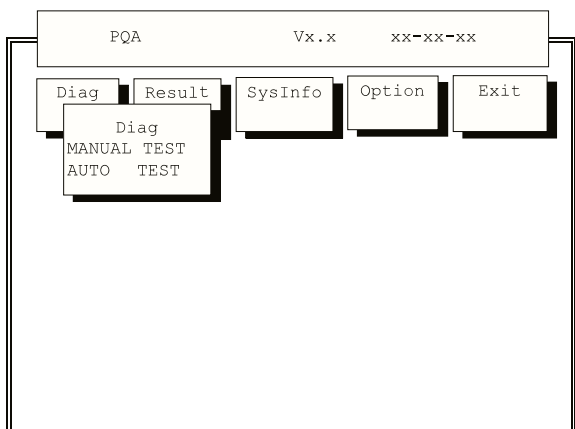 PQA Vx.x xx-xx-xx
Diag Result SysInfo Option Exit
Diag
MANUAL TEST
AUTO TEST